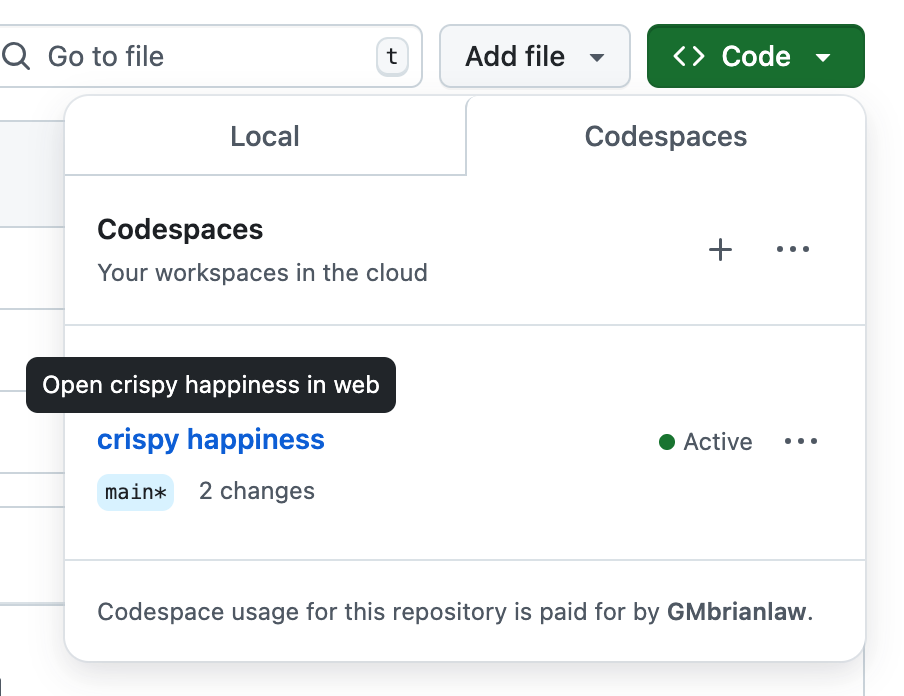 Go to file
t
Add file
Code
Local
Codespaces
Codespaces
Your workspaces in the cloud
Open crispy happiness in web
crispy happiness
Active
main*
2 changes
Codespace usage for this repository is paid for by GMbrianlaw.